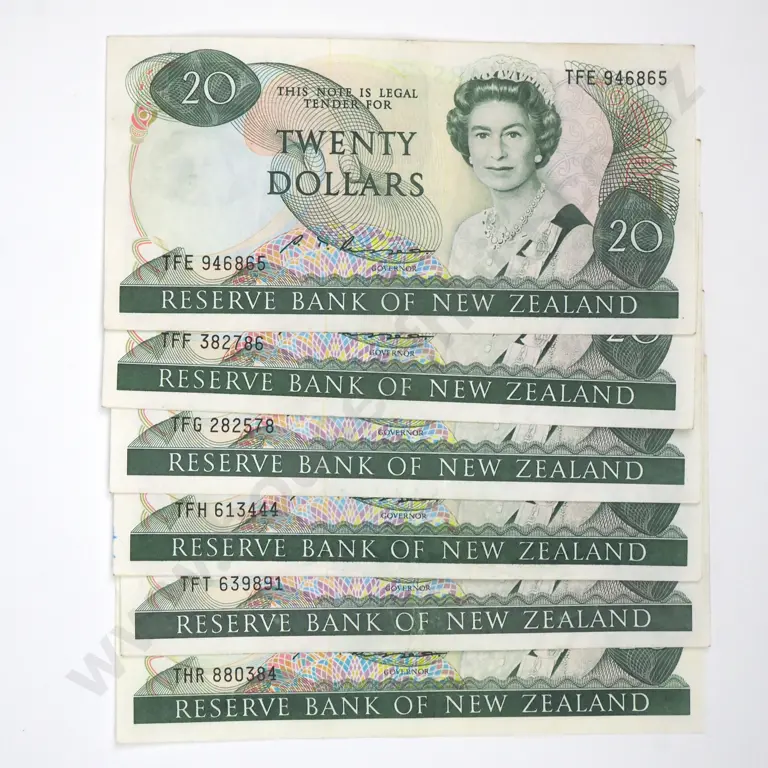 20
THIS NOTE IS LEGAL
TENDER FOR
TWENTY
DOLLARS
TFE 946865
20
TFE 946865
GOVERNOR
RESERVE BANK OF NEW ZEALAND
TFF 382786
GOVERNOR
20
RESERVE BANK OF NEW ZEALAND
TFG 282578
GOVERNOR
RESERVE BANK OF NEW ZEALAND
TFH 613444
GOVERNOR
RESERVE BANK OF NEW ZEALAND
TFT 639891
GOVERNOR
RESERVE BANK OF NEW ZEALAND
THR 880384
GOVERNOR
RESERVE BANK OF NEW ZEALAND